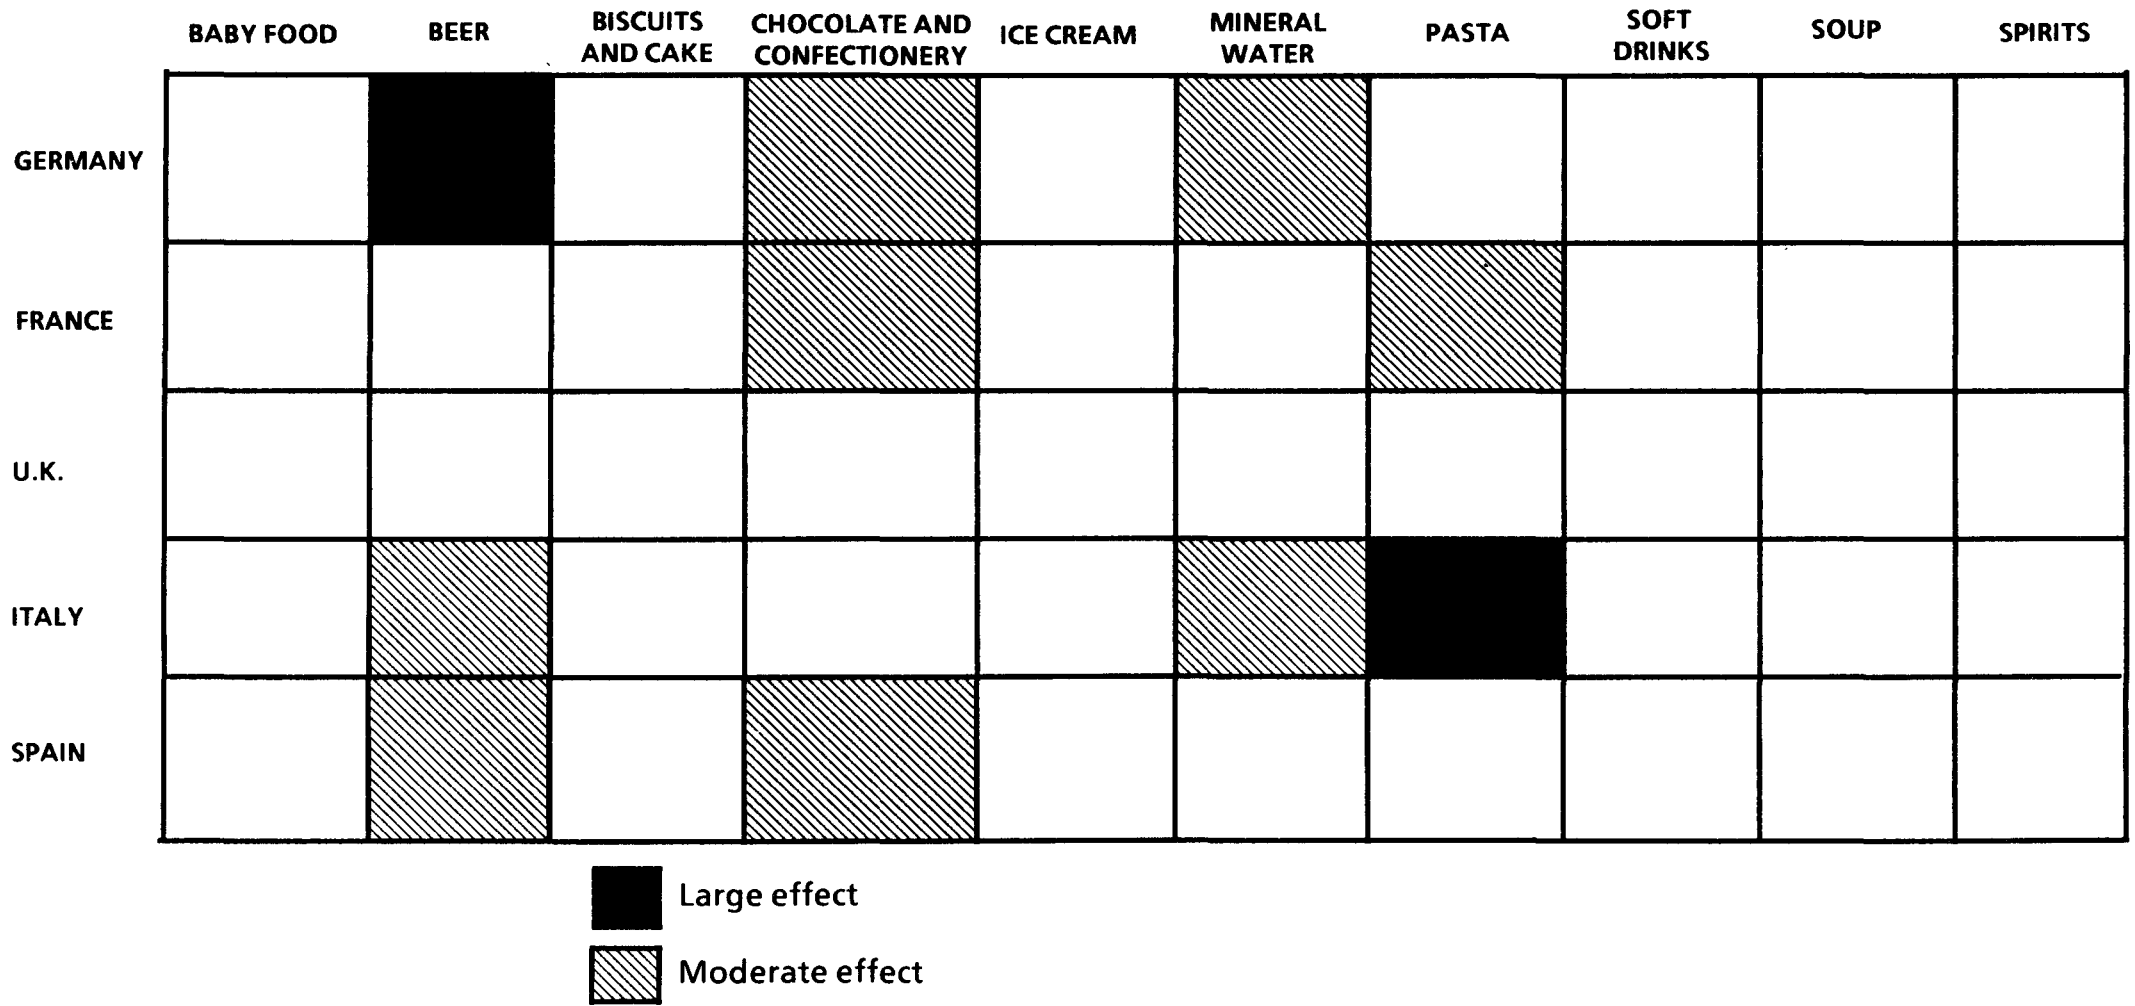 BABY FOOD
BEER
BISCUITS
AND CAKE
CHOCOLATE AND
CONFECTIONERY
ICE CREAM
MINERAL
WATER
PASTA
SOFT
DRINKS
SOUP
SPIRITS
GERMANY
FRANCE
U.K.
ITALY
SPAIN
Large effect
Moderate effect